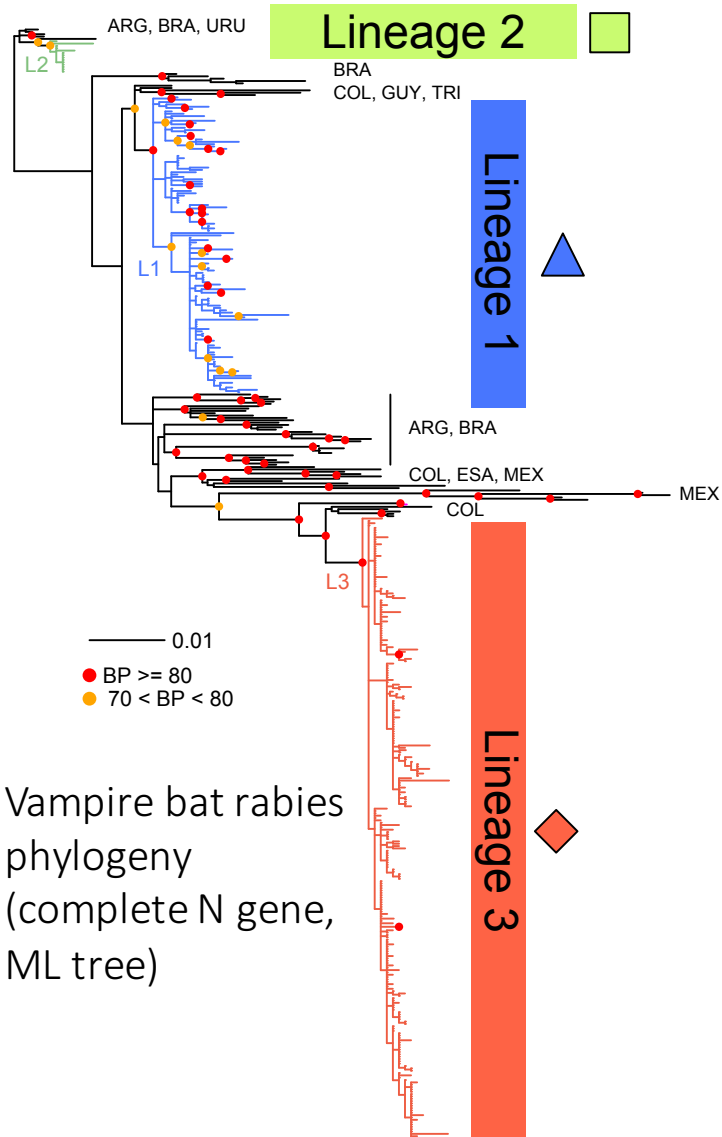 ARG, BRA, URU
Lineage 2
L2
BRA
COL, GUY, TRI
Lineage 1
L1
ARG, BRA
COL, ESA, MEX
MEX
COL
L3
Lineage 3
0.01
BP >= 80
70 < BP < 80
Vampire bat rabies
phylogeny
(complete N gene,
ML tree)